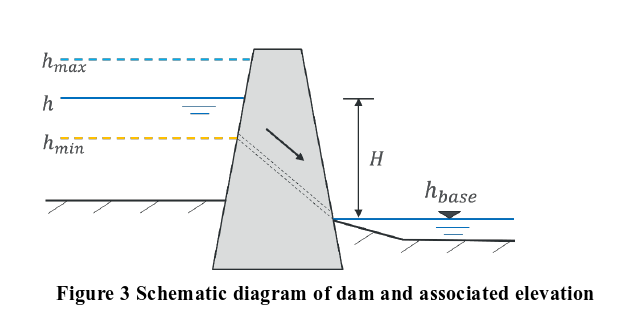 h_max
h
h_min
H
h_base
Figure 3 Schematic diagram of dam and associated elevation